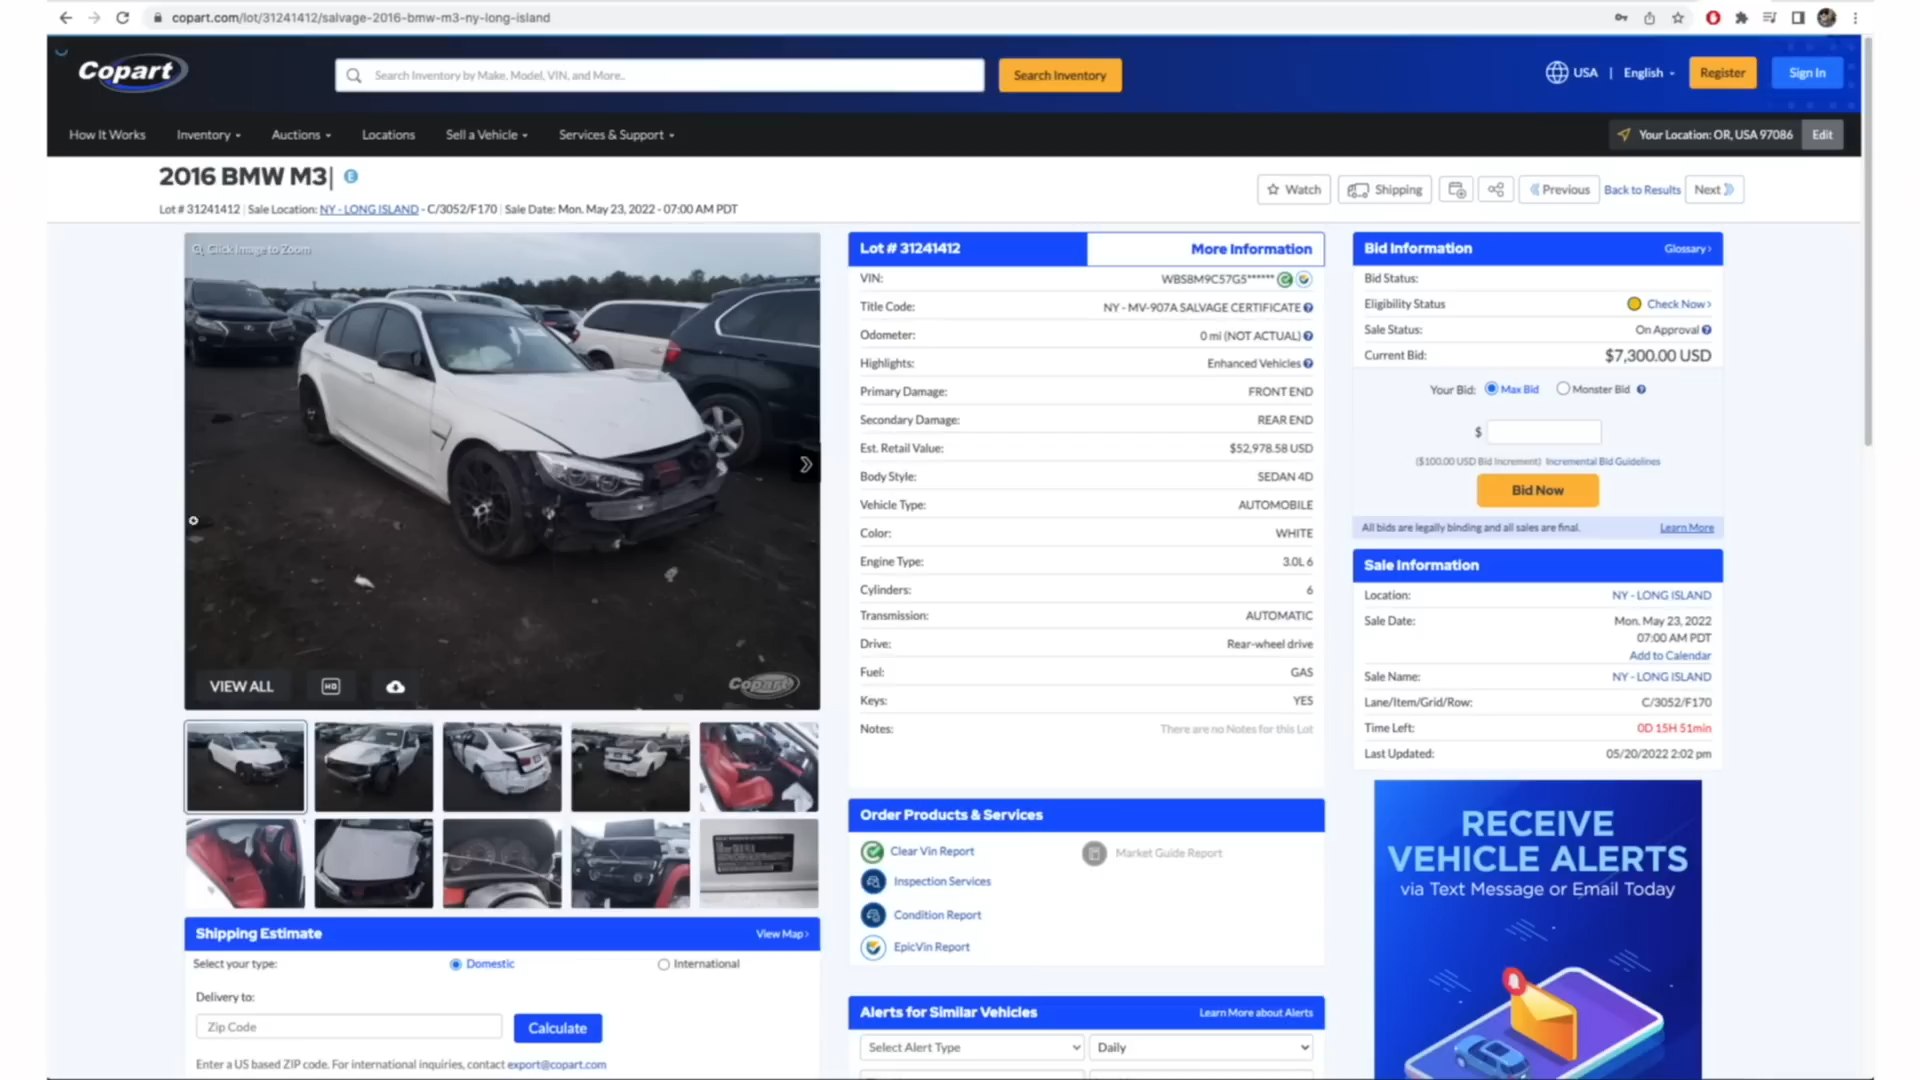 copart.com/lot/31241412/salvage-2016-bmw-m3-ny-long-island
Copart
Search Inventory by Make, Model, VIN, and More..
Search Inventory
USA | English
Register
Sign In
How It Works
Inventory
Auctions
Locations
Sell a Vehicle
Services & Support
Your Location: OR, USA 97086
Edit
2016 BMW M3| E
Lot # 31241412 | Sale Location: NY - LONG ISLAND - C/3052/F170 | Sale Date: Mon. May 23, 2022 - 07:00 AM PDT
Watch
Shipping
Previous
Back to Results
Next
Click Image to Zoom
VIEW ALL
HD
Copart
Shipping Estimate
View Map
Select your type:
Domestic
International
Delivery to:
Zip Code
Calculate
Enter a US based ZIP code. For international inquiries, contact export@copart.com
Lot # 31241412
More Information
VIN: WBS8M9C57G5******
Title Code: NY - MV-907A SALVAGE CERTIFICATE
Odometer: 0 mi (NOT ACTUAL)
Highlights: Enhanced Vehicles
Primary Damage: FRONT END
Secondary Damage: REAR END
Est. Retail Value: $52,978.58 USD
Body Style: SEDAN 4D
Vehicle Type: AUTOMOBILE
Color: WHITE
Engine Type: 3.0L 6
Cylinders: 6
Transmission: AUTOMATIC
Drive: Rear-wheel drive
Fuel: GAS
Keys: YES
Notes: There are no Notes for this Lot
Order Products & Services
Clear Vin Report
Market Guide Report
Inspection Services
Condition Report
EpicVin Report
Alerts for Similar Vehicles
Learn More about Alerts
Select Alert Type
Daily
Bid Information
Glossary
Bid Status:
Eligibility Status Check Now
Sale Status: On Approval
Current Bid: $7,300.00 USD
Your Bid: Max Bid Monster Bid
$
($100.00 USD Bid Increment) Incremental Bid Guidelines
Bid Now
All bids are legally binding and all sales are final. Learn More
Sale Information
Location: NY - LONG ISLAND
Sale Date: Mon. May 23, 2022
07:00 AM PDT
Add to Calendar
Sale Name: NY - LONG ISLAND
Lane/Item/Grid/Row: C/3052/F170
Time Left: 0D 15H 51min
Last Updated: 05/20/2022 2:02 pm
RECEIVE
VEHICLE ALERTS
via Text Message or Email Today